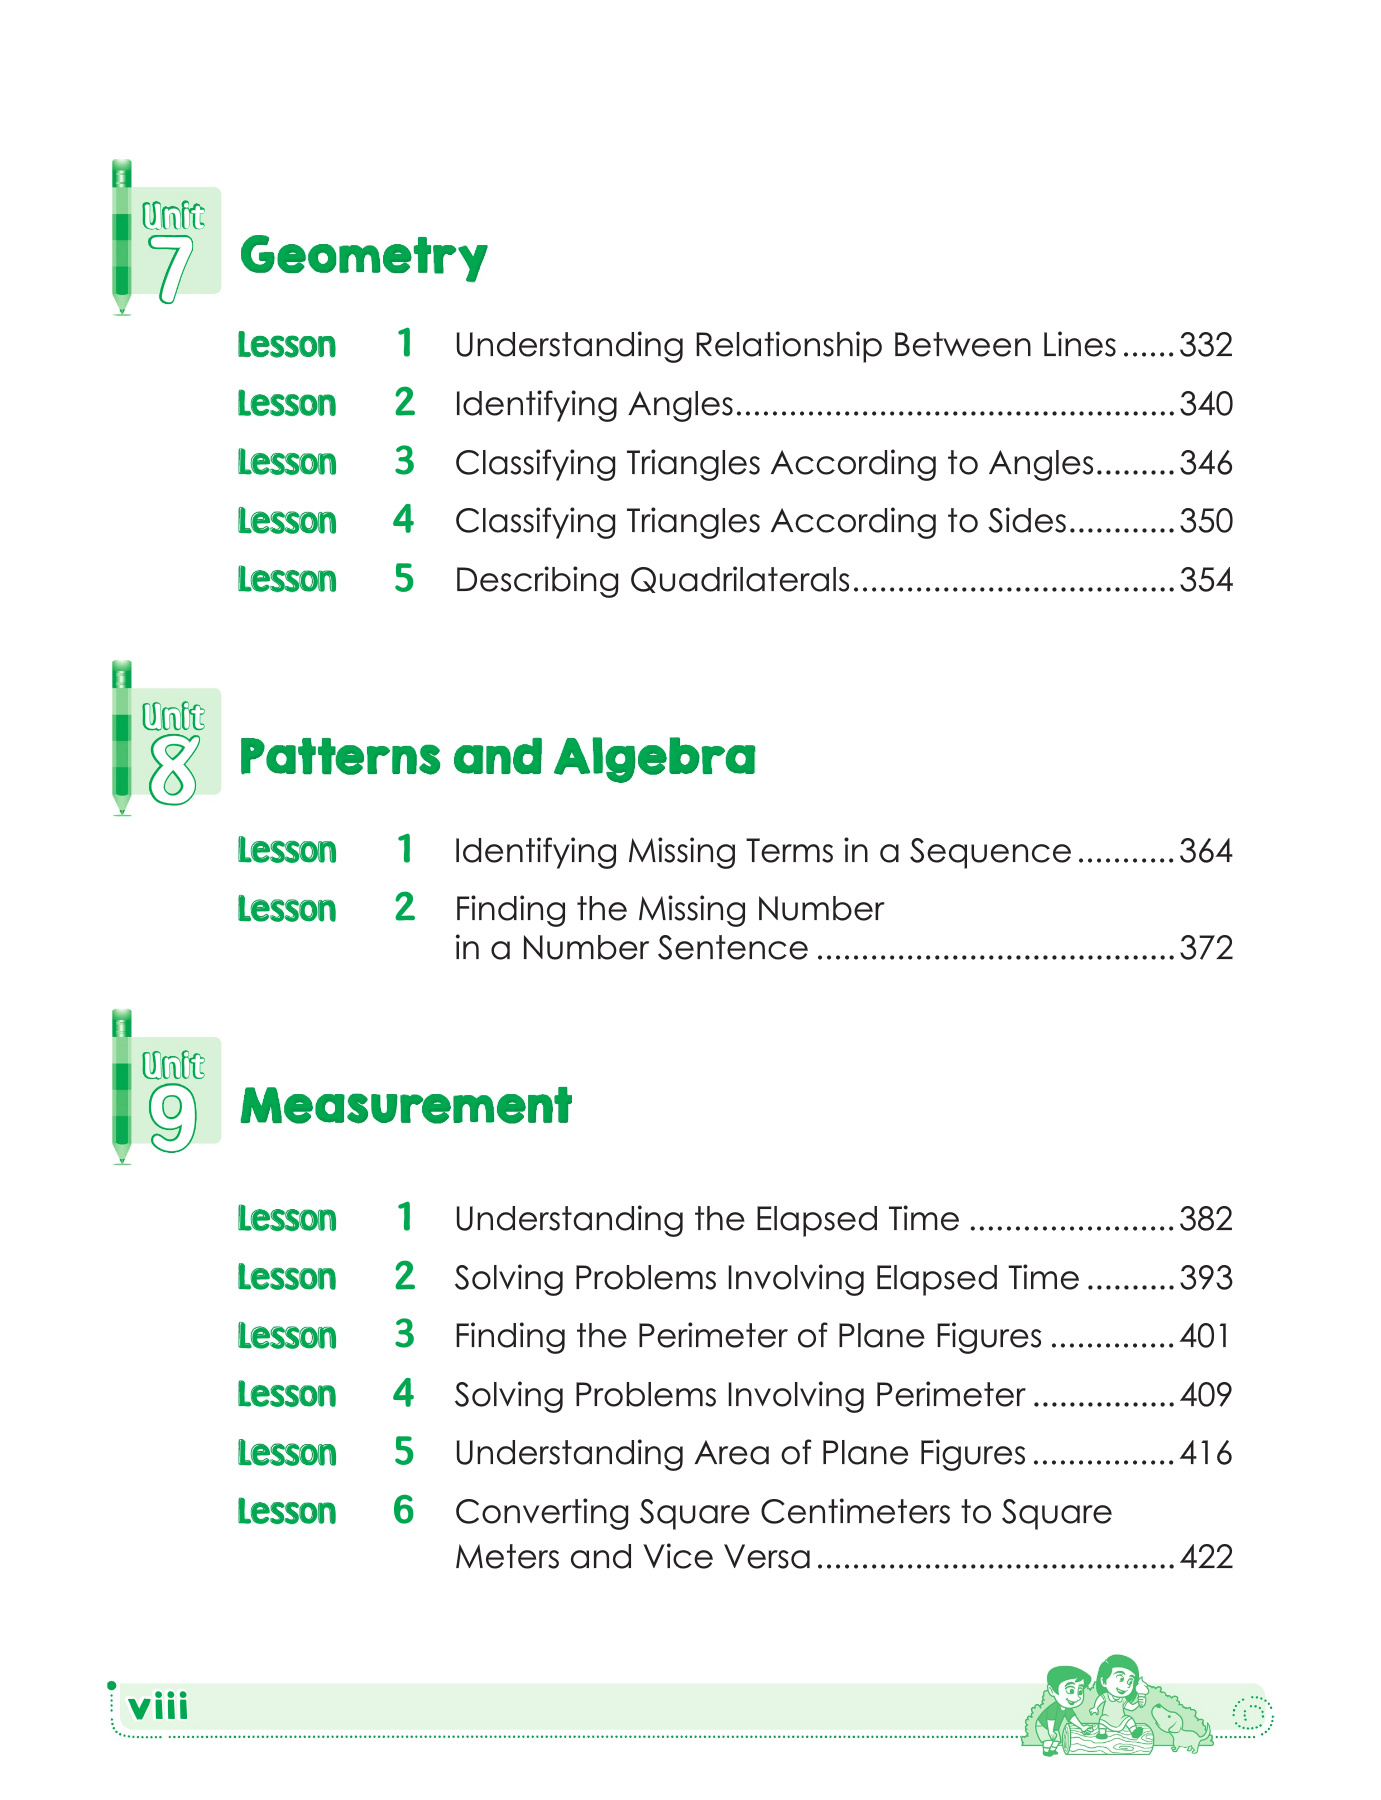 Unit
7
Geometry
Lesson 1 Understanding Relationship Between Lines ......332
Lesson 2 Identifying Angles.................................................340
Lesson 3 Classifying Triangles According to Angles.........346
Lesson 4 Classifying Triangles According to Sides............350
Lesson 5 Describing Quadrilaterals....................................354
Unit
8
Patterns and Algebra
Lesson 1 Identifying Missing Terms in a Sequence ...........364
Lesson 2 Finding the Missing Number
in a Number Sentence ........................................372
Unit
9
Measurement
Lesson 1 Understanding the Elapsed Time .......................382
Lesson 2 Solving Problems Involving Elapsed Time ..........393
Lesson 3 Finding the Perimeter of Plane Figures ..............401
Lesson 4 Solving Problems Involving Perimeter ................409
Lesson 5 Understanding Area of Plane Figures ................416
Lesson 6 Converting Square Centimeters to Square
Meters and Vice Versa ........................................422
viii